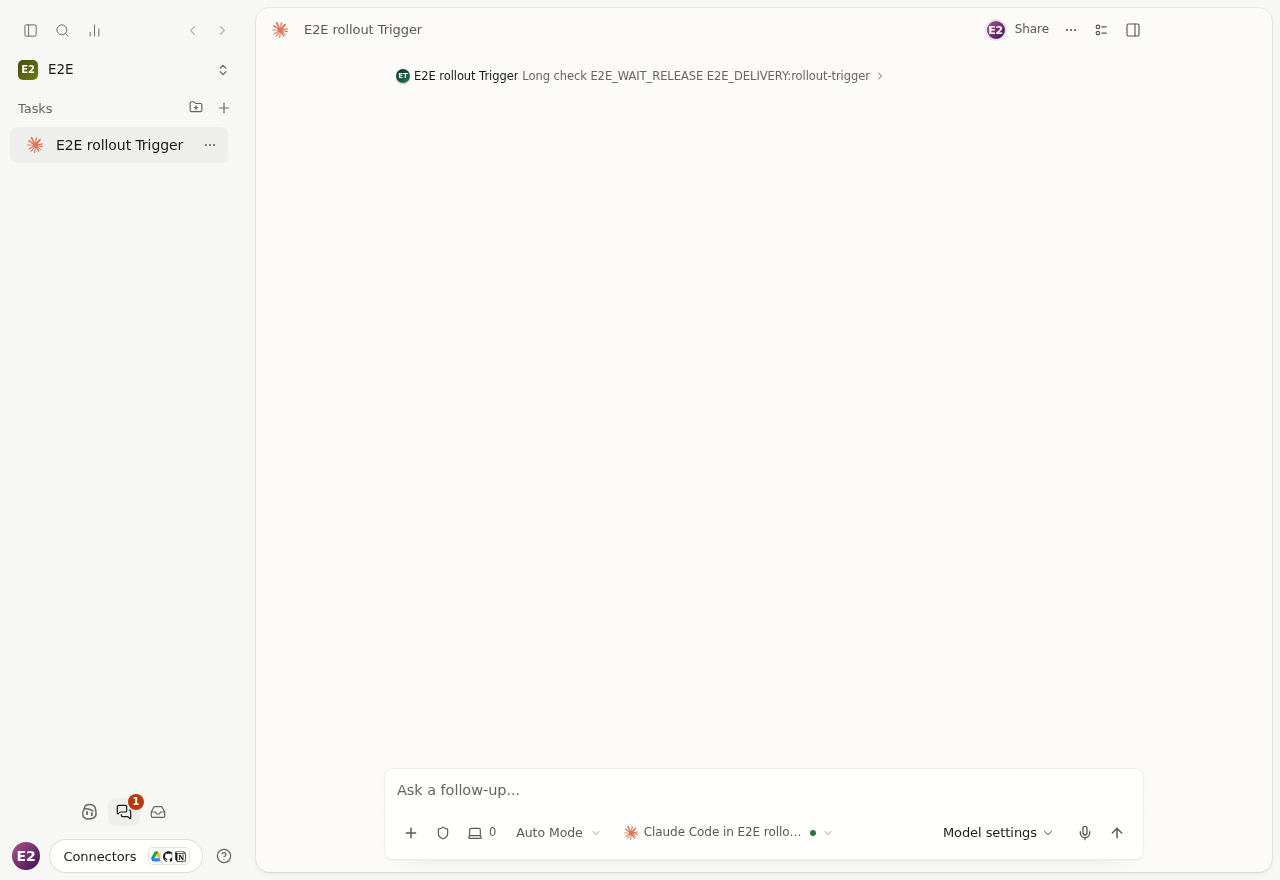 E2E rollout Trigger
E2 Share
E2 E2E
ET E2E rollout Trigger Long check E2E_WAIT_RELEASE E2E_DELIVERY:rollout-trigger
Tasks
E2E rollout Trigger
Ask a follow-up...
0 Auto Mode Claude Code in E2E rollo... Model settings
1
E2 Connectors